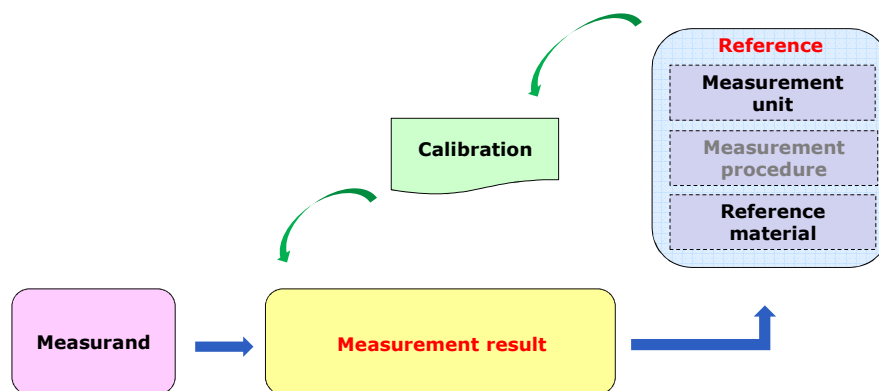 Reference
Measurement
unit
Calibration
Measurement
procedure
Reference
material
Measurand
Measurement result